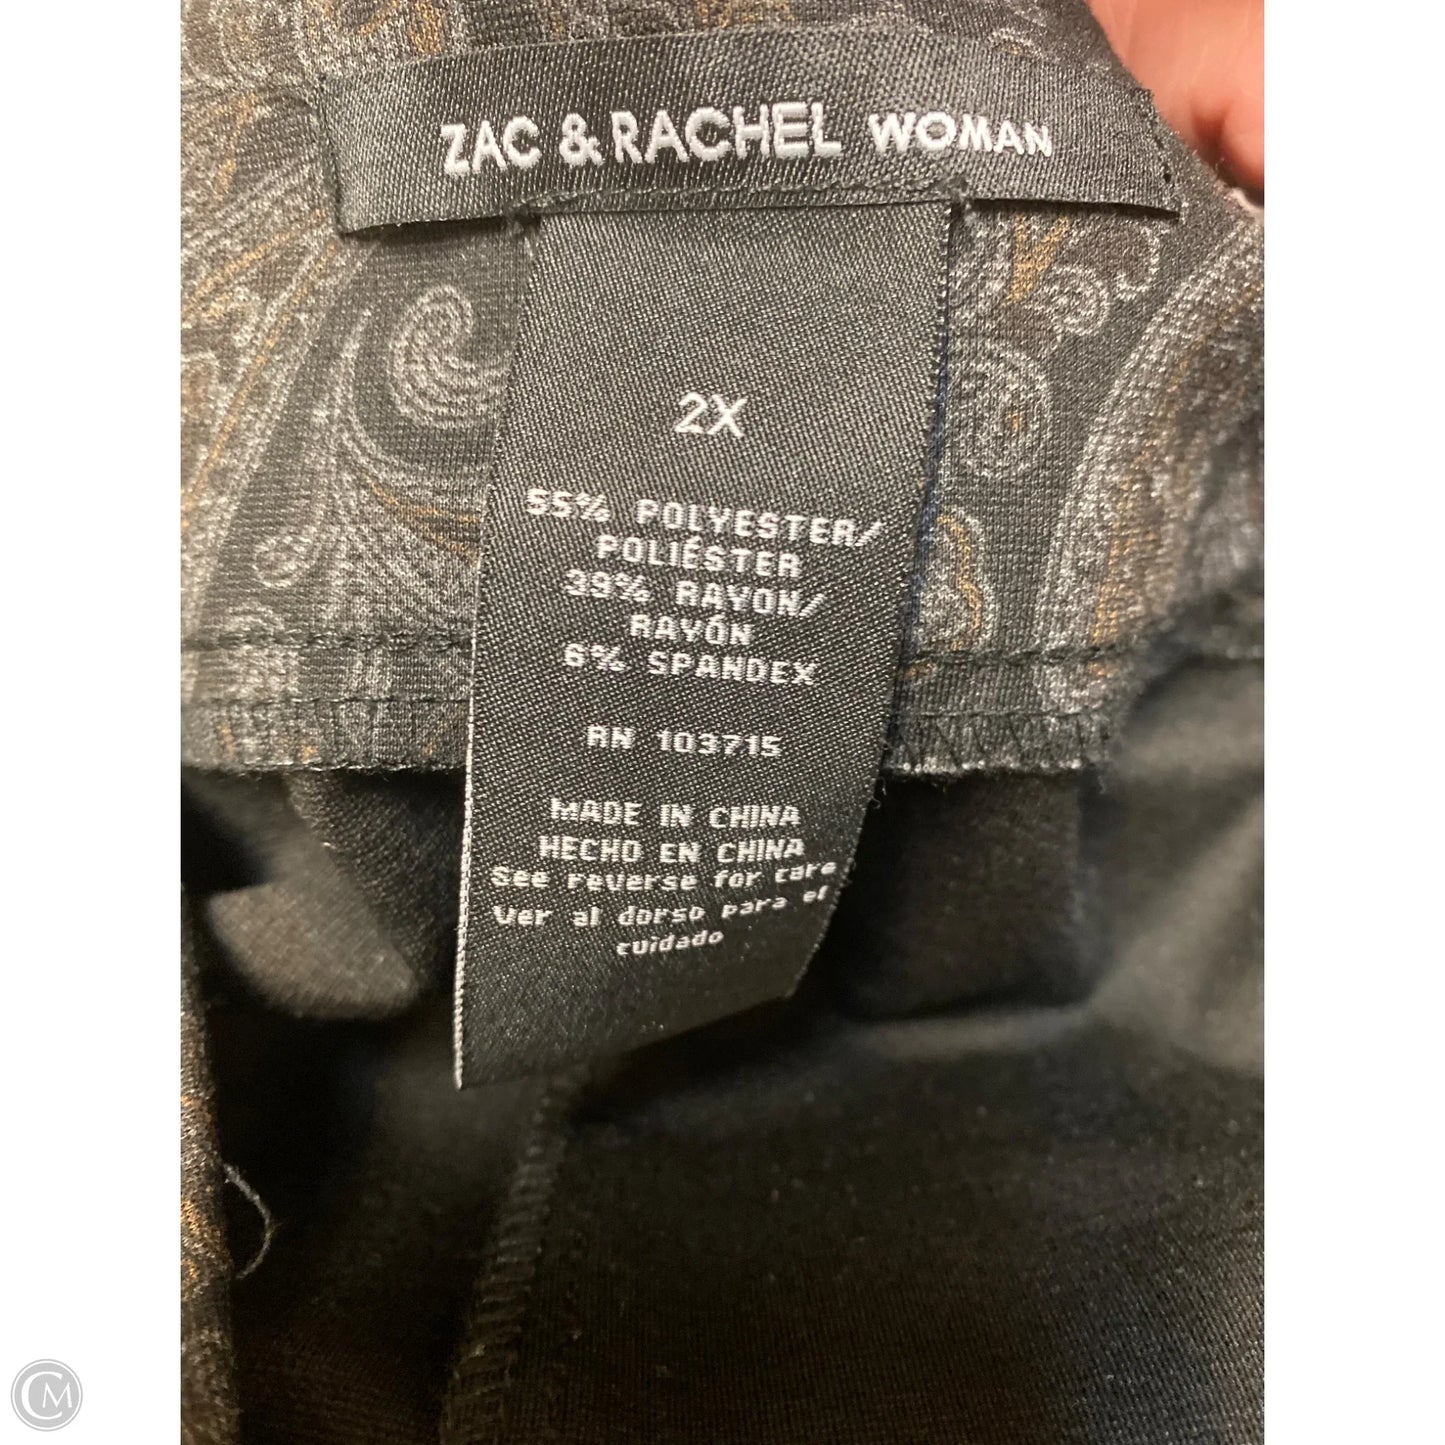 ZAC & RACHEL WOMAN
2X
55% POLYESTER/
POLIÉSTER
39% RAYON/
RAYÓN
6% SPANDEX
RN 103715
MADE IN CHINA
HECHO EN CHINA
See reverse for care
Ver al dorso para el
cuidado
CM